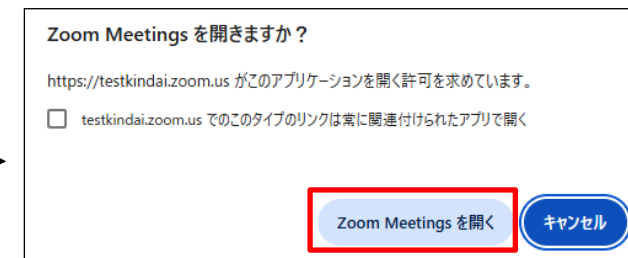 Zoom Meetings を開きますか？
https://testkindai.zoom.us がこのアプリケーションを開く許可を求めています。
testkindai.zoom.us でのこのタイプのリンクは常に関連付けられたアプリで開く
Zoom Meetings を開く キャンセル